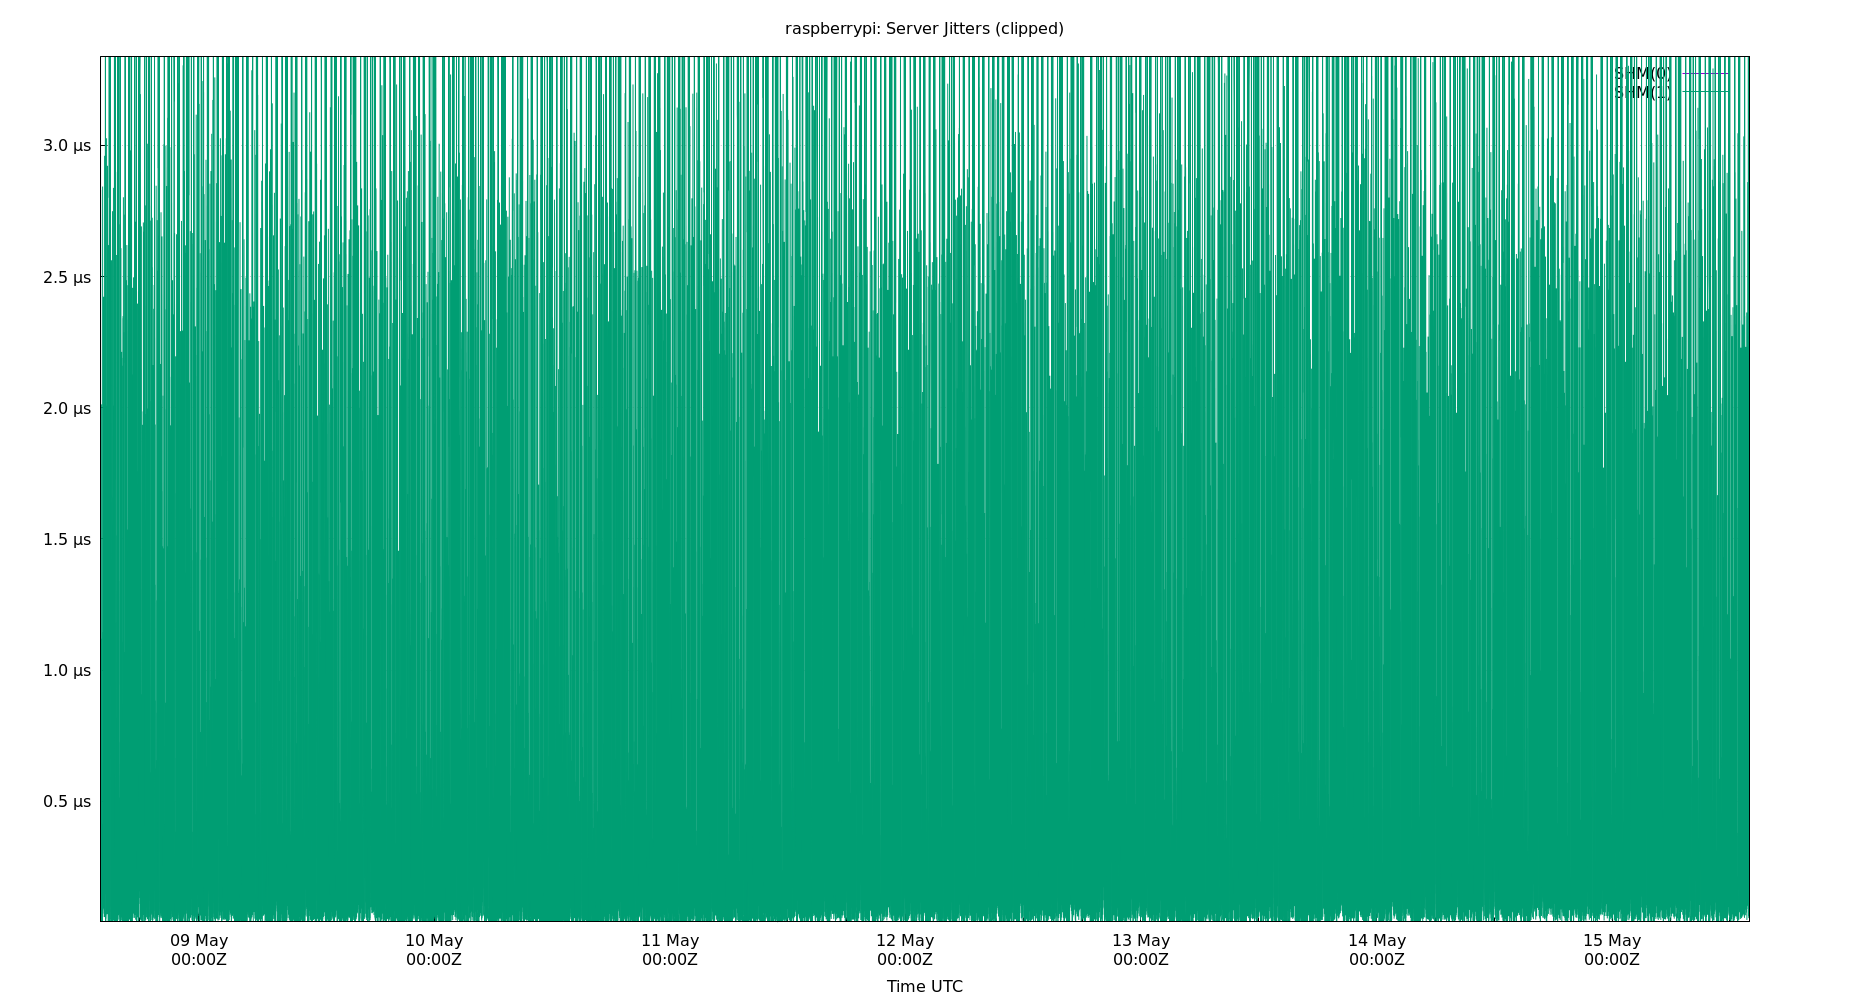 raspberrypi: Server Jitters (clipped)
SHM(0)
SHM(1)
3.0 µs
2.5 µs
2.0 µs
1.5 µs
1.0 µs
0.5 µs
09 May 10 May 11 May 12 May 13 May 14 May 15 May
00:00Z 00:00Z 00:00Z 00:00Z 00:00Z 00:00Z 00:00Z
Time UTC